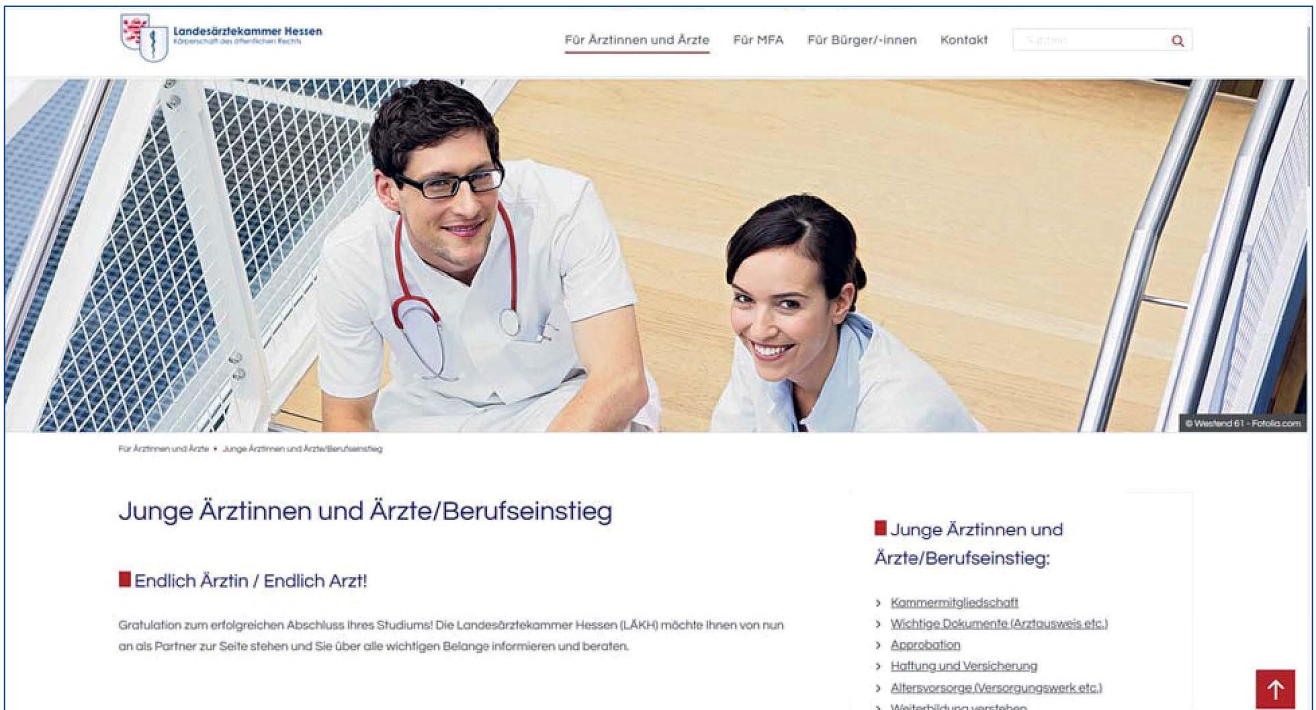 Landesärztekammer Hessen
Körperschaft des öffentlichen Rechts
Für Ärztinnen und Ärzte
Für MFA
Für Bürger/-innen
Kontakt
© Westend 61 - Fotolia.com
Für Ärztinnen und Ärzte • Junge Ärztinnen und Ärzte/Berufseinstieg
Junge Ärztinnen und Ärzte/Berufseinstieg
Endlich Ärztin / Endlich Arzt!
Gratulation zum erfolgreichen Abschluss Ihres Studiums! Die Landesärztekammer Hessen (LÄKH) möchte Ihnen von nun
an als Partner zur Seite stehen und Sie über alle wichtigen Belange informieren und beraten.
Junge Ärztinnen und
Ärzte/Berufseinstieg:
> Kammermitgliedschaft
> Wichtige Dokumente (Arztausweis etc.)
> Approbation
> Haftung und Versicherung
> Altersvorsorge (Versorgungswerk etc.)
> Weiterbildung verstehen